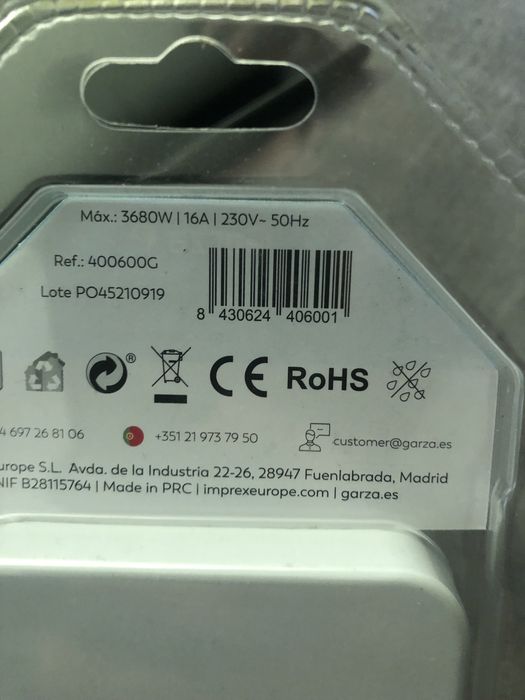 Máx.: 3680W | 16A | 230V~ 50Hz
Ref.: 400600G
Lote PO45210919
8 430624 406001
®
CE RoHS
4 697 26 81 06 +351 21 973 79 50 customer@garza.es
urope S.L. Avda. de la Industria 22-26, 28947 Fuenlabrada, Madrid
NIF B28115764 | Made in PRC | imprexeurope.com | garza.es